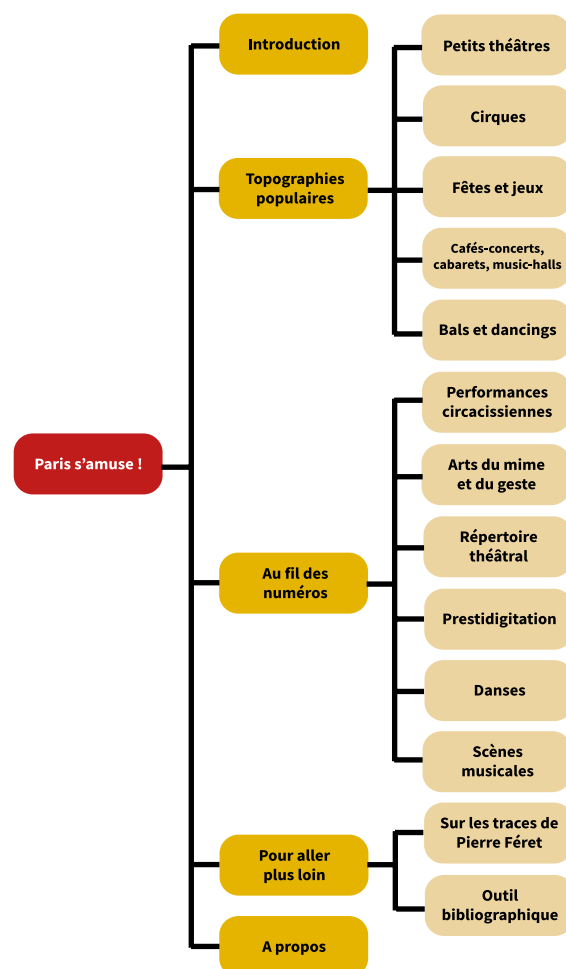 Paris s’amuse !
Introduction
Topographies
populaires
Petits théâtres
Cirques
Fêtes et jeux
Cafés-concerts,
cabarets, music-halls
Bals et dancings
Au fil des
numéros
Performances
circacissiennes
Arts du mime
et du geste
Répertoire
théâtral
Prestidigitation
Danses
Scènes
musicales
Pour aller
plus loin
Sur les traces de
Pierre Féret
Outil
bibliographique
A propos